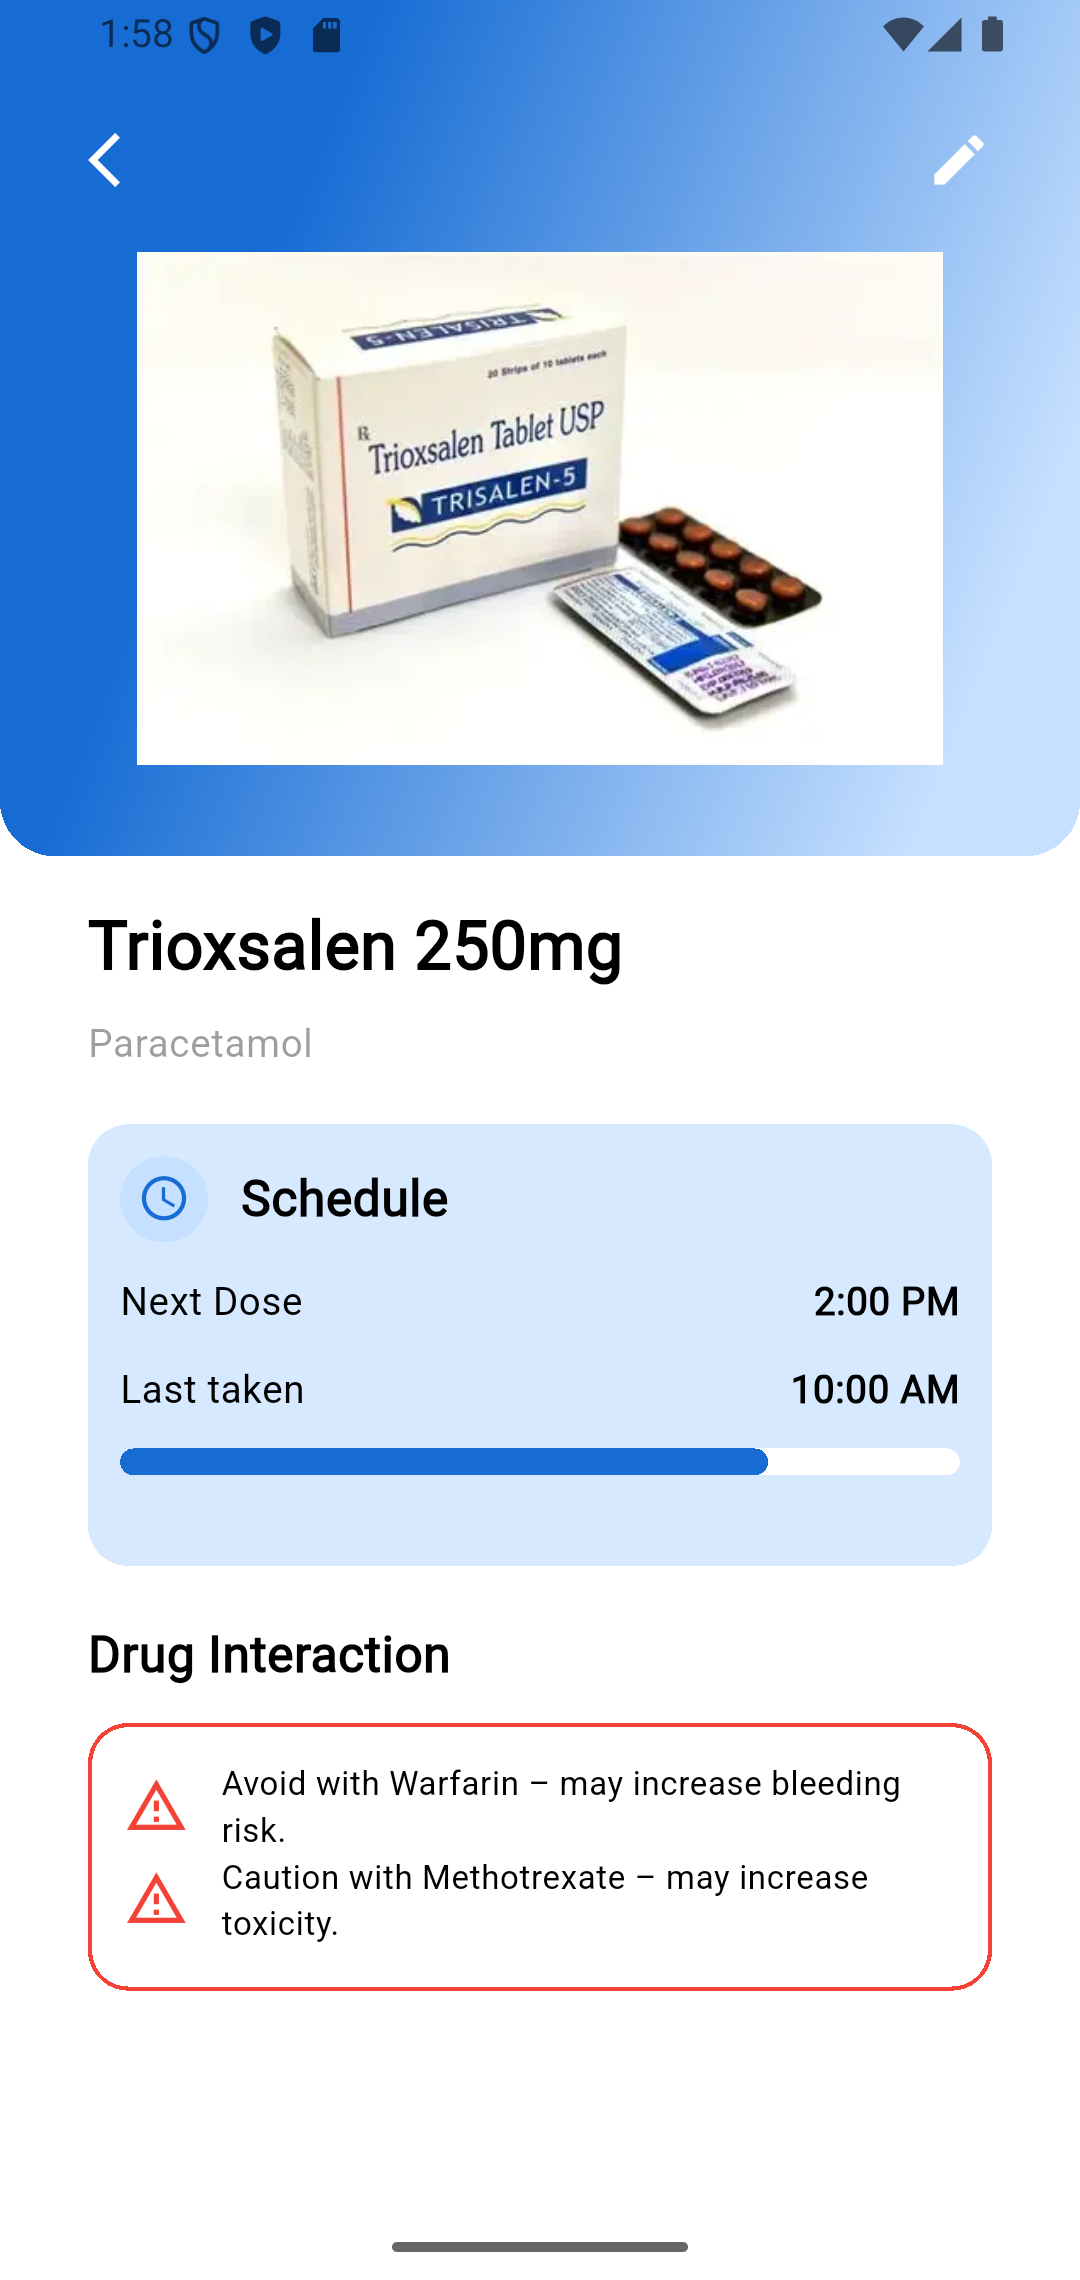 1:58
TRISALEN-5
20 Strips of 10 tablets each
Rx
Trioxsalen Tablet USP
TRISALEN-5
Trioxsalen 250mg
Paracetamol
Schedule
Next Dose 2:00 PM
Last taken 10:00 AM
Drug Interaction
Avoid with Warfarin – may increase bleeding
risk.
Caution with Methotrexate – may increase
toxicity.